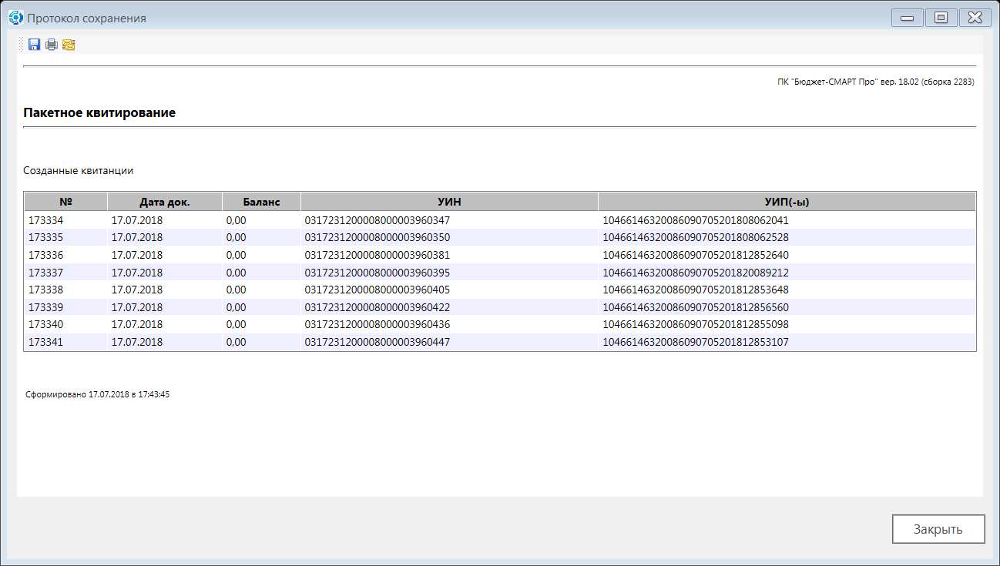 Протокол сохранения
ПК "Бюджет-СМАРТ Про" вер. 18.02 (сборка 2283)
Пакетное квитирование
Созданные квитанции
№ Дата док. Баланс УИН УИП(-ы)
173334 17.07.2018 0,00 0317231200008000003960347 10466146320086090705201808062041
173335 17.07.2018 0,00 0317231200008000003960350 10466146320086090705201808062528
173336 17.07.2018 0,00 0317231200008000003960381 10466146320086090705201812852640
173337 17.07.2018 0,00 0317231200008000003960395 10466146320086090705201820089212
173338 17.07.2018 0,00 0317231200008000003960405 10466146320086090705201812853648
173339 17.07.2018 0,00 0317231200008000003960422 10466146320086090705201812856560
173340 17.07.2018 0,00 0317231200008000003960436 10466146320086090705201812855098
173341 17.07.2018 0,00 0317231200008000003960447 10466146320086090705201812853107
Сформировано 17.07.2018 в 17:43:45
Закрыть